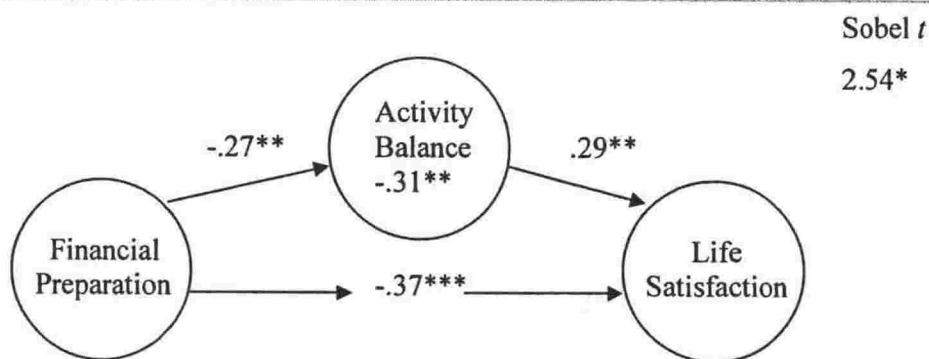 Sobel t
2.54*
Activity
Balance
-.31**
-.27**
.29**
Financial
Preparation
-.37***
Life
Satisfaction